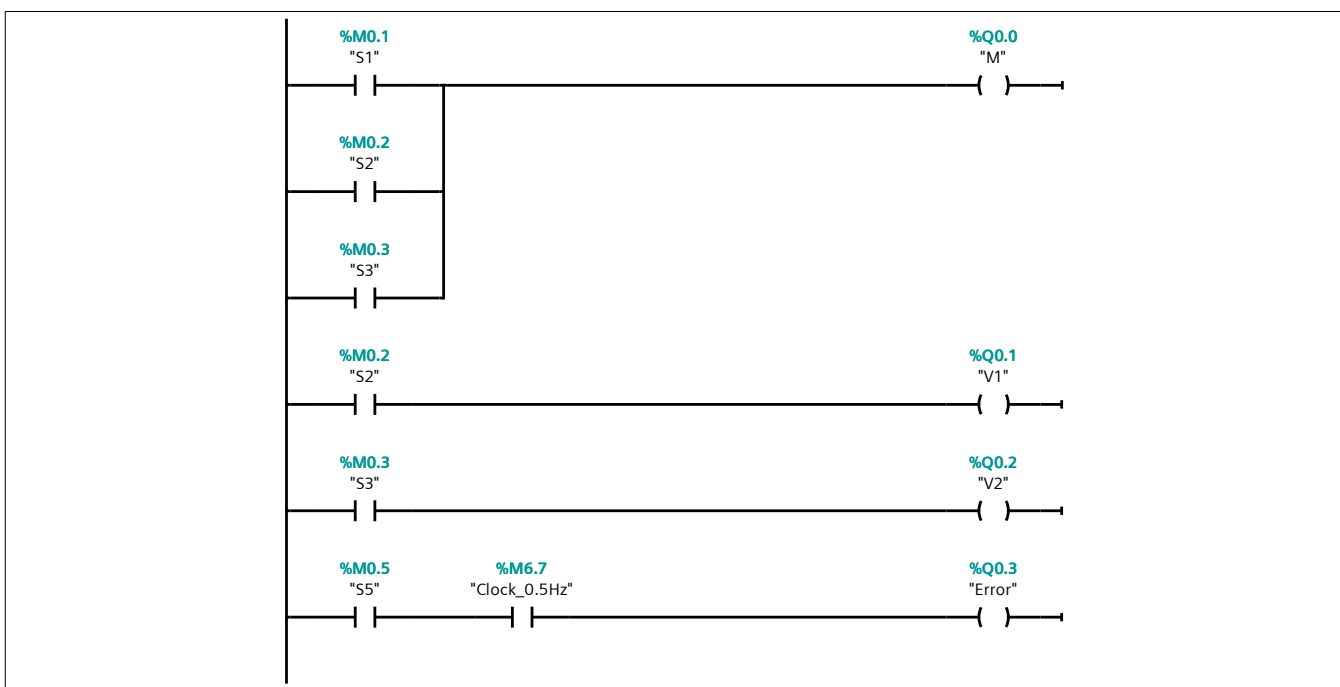 %M0.1
"S1"
%Q0.0
"M"
%M0.2
"S2"
%M0.3
"S3"
%M0.2
"S2"
%Q0.1
"V1"
%M0.3
"S3"
%Q0.2
"V2"
%M0.5
"S5"
%M6.7
"Clock_0.5Hz"
%Q0.3
"Error"